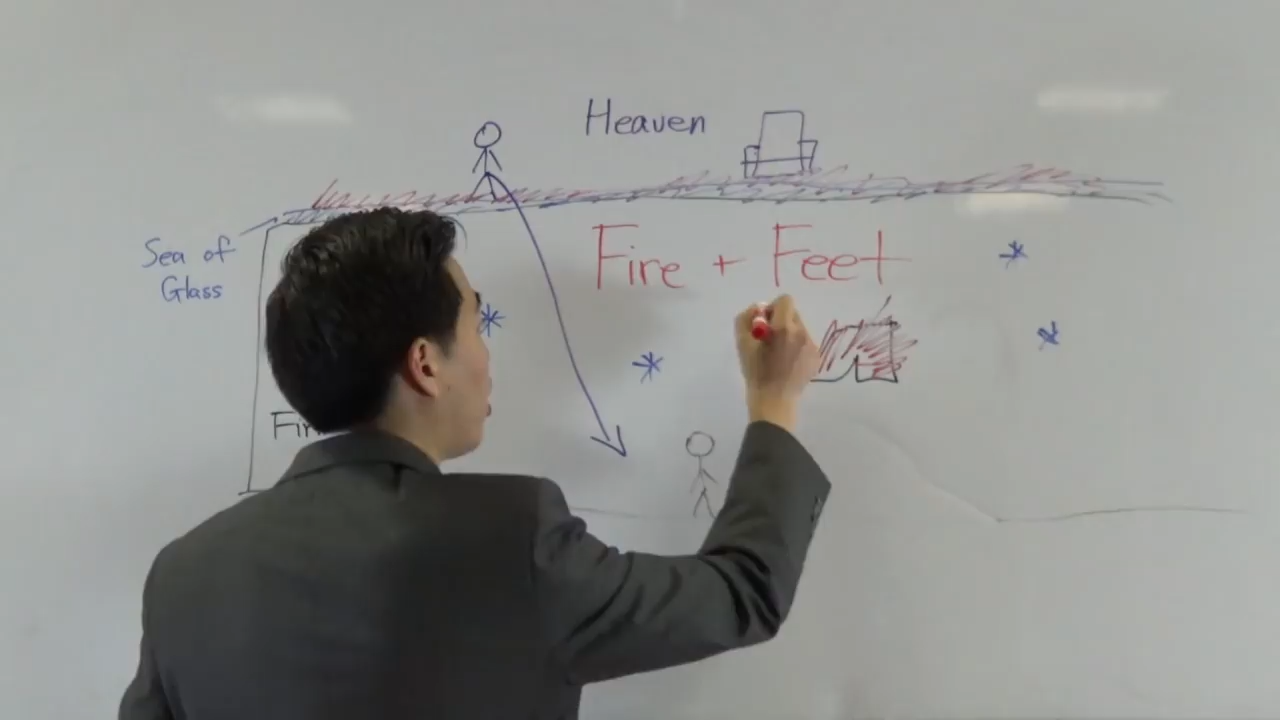 Heaven
Sea of
Glass
Fire + Feet